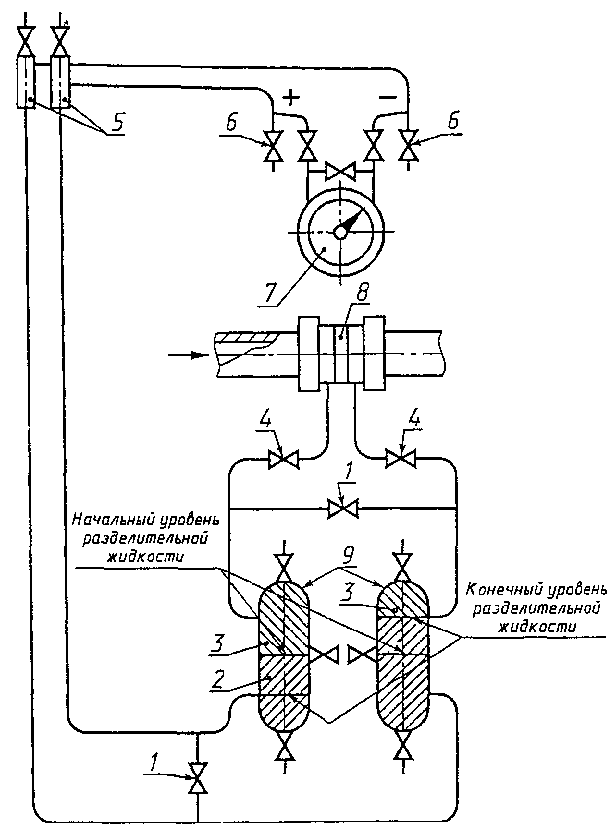 5
+
−
6
6
7
8
4
4
1
Начальный уровень
разделительной
жидкости
9
3
3
Конечный уровень
разделительной
жидкости
2
1